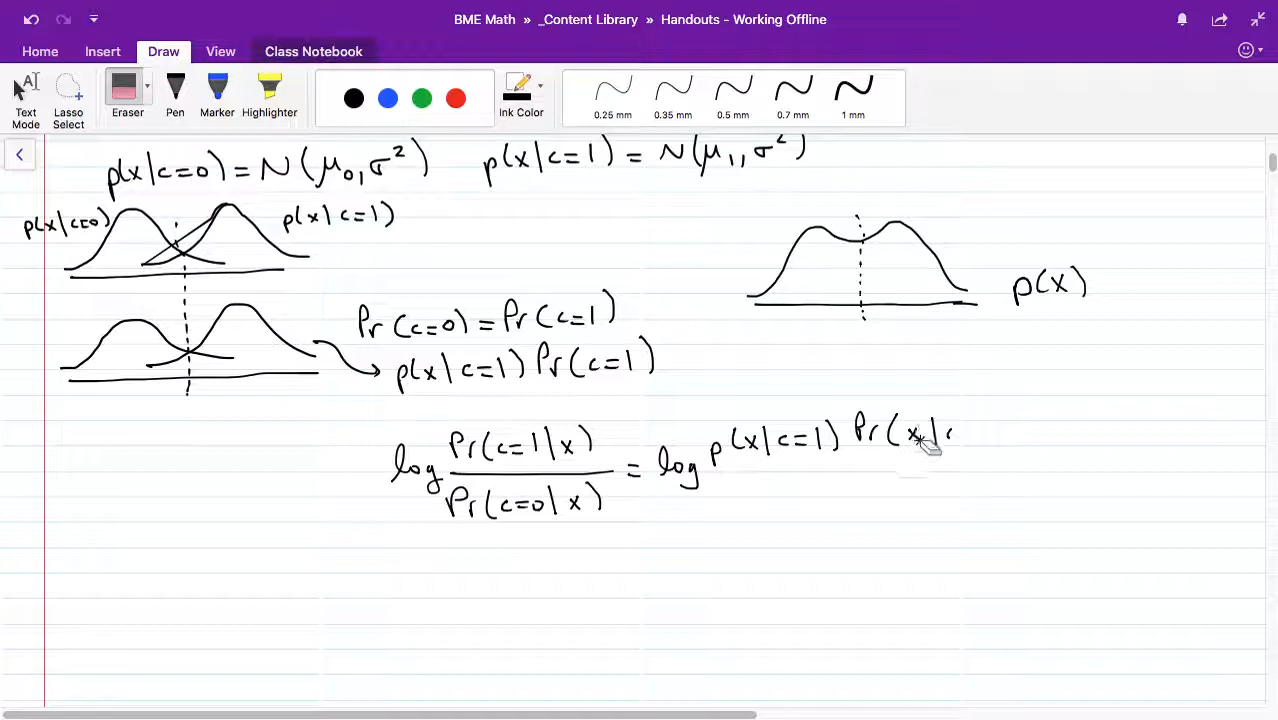 BME Math » _Content Library » Handouts - Working Offline
Home Insert Draw View Class Notebook
Text Mode Lasso Select Eraser Pen Marker Highlighter Ink Color 0.25 mm 0.35 mm 0.5 mm 0.7 mm 1 mm
p(x|c=0) = N(μ₀, σ²) p(x|c=1) = N(μ₁, σ²)
p(x|c=0) p(x|c=1)
p(x)
Pr(c=0) = Pr(c=1)
p(x|c=1) Pr(c=1)
log Pr(c=1|x) / Pr(c=0|x) = log p(x|c=1) Pr(x|